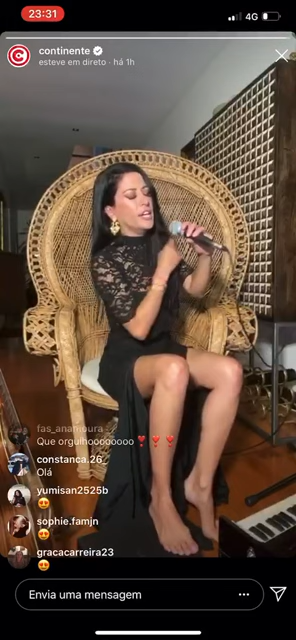 23:31
4G
continente
esteve em direto · há 1h
fas_anamoura
Que orgulhooooooo❣️❣️❣️
constanca.26
Olá
yumisan2525b
😍
sophie.famjn
😍
gracacarreira23
😍
Envia uma mensagem